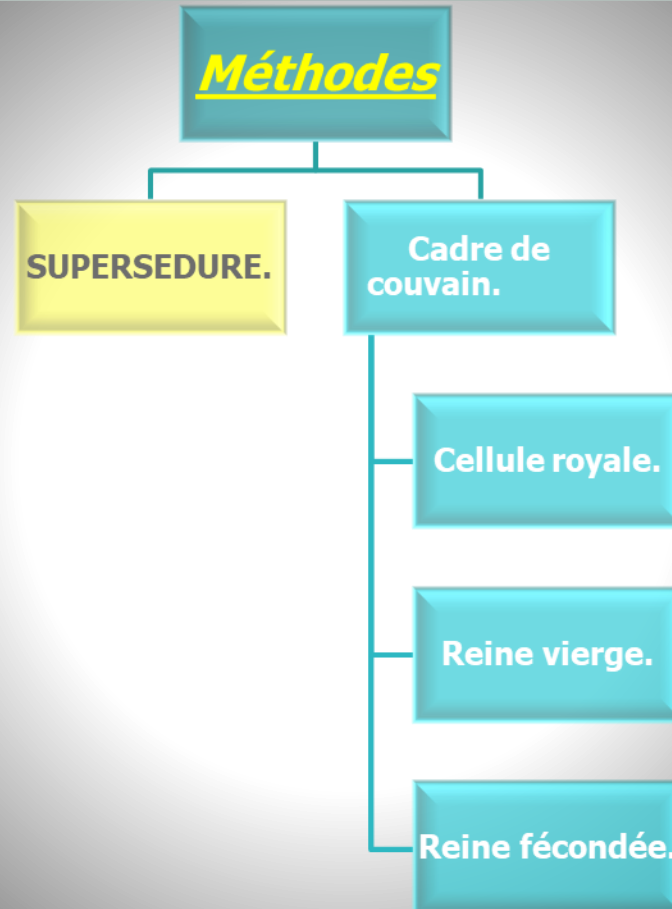 Méthodes
SUPERSEDURE.
Cadre de
couvain.
Cellule royale.
Reine vierge.
Reine fécondée.